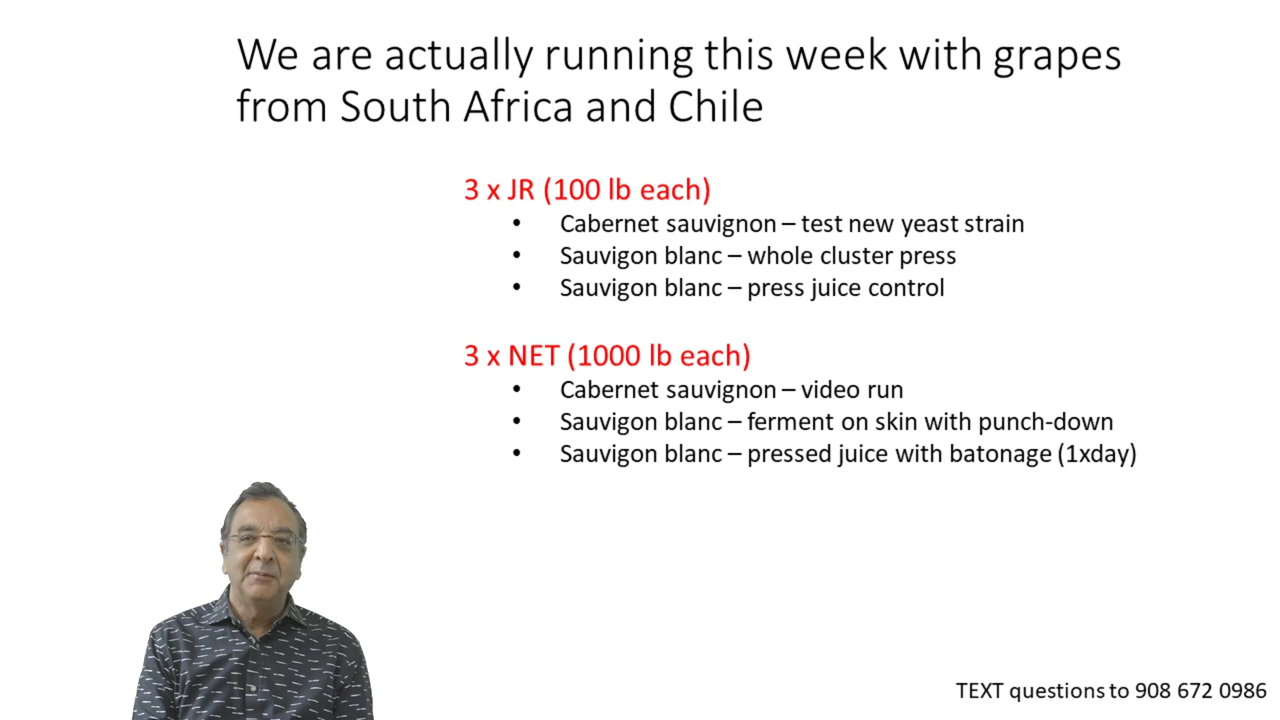 We are actually running this week with grapes
from South Africa and Chile
3 x JR (100 lb each)
• Cabernet sauvignon – test new yeast strain
• Sauvigon blanc – whole cluster press
• Sauvigon blanc – press juice control
3 x NET (1000 lb each)
• Cabernet sauvignon – video run
• Sauvigon blanc – ferment on skin with punch-down
• Sauvigon blanc – pressed juice with batonage (1xday)
TEXT questions to 908 672 0986